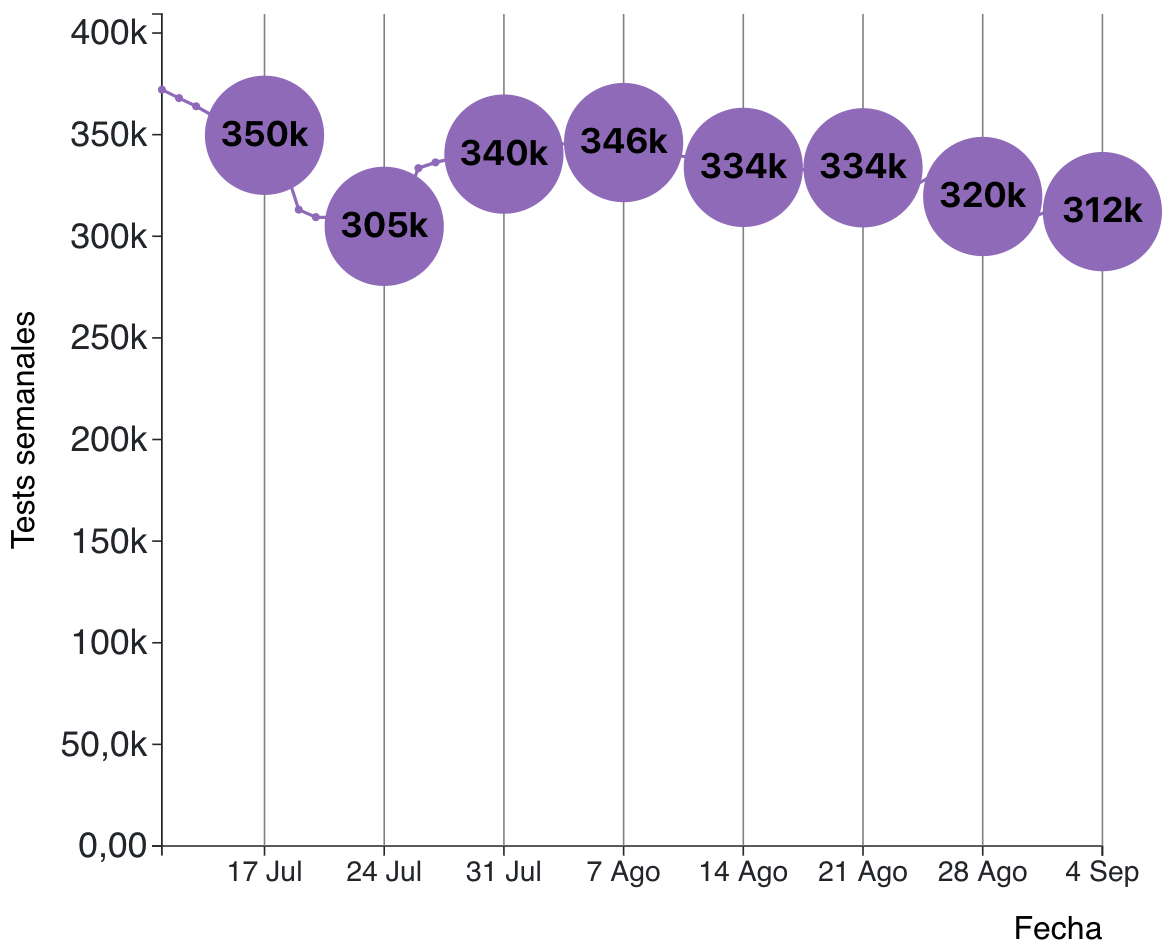 400k
350k
300k
250k
200k
150k
100k
50,0k
0,00
Tests semanales
350k
305k
340k
346k
334k
334k
320k
312k
17 Jul
24 Jul
31 Jul
7 Ago
14 Ago
21 Ago
28 Ago
4 Sep
Fecha